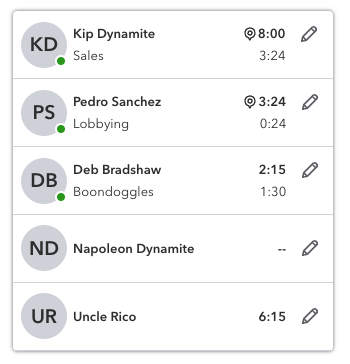 KD Kip Dynamite 8:00
Sales 3:24
PS Pedro Sanchez 3:24
Lobbying 0:24
DB Deb Bradshaw 2:15
Boondoggles 1:30
ND Napoleon Dynamite --
UR Uncle Rico 6:15